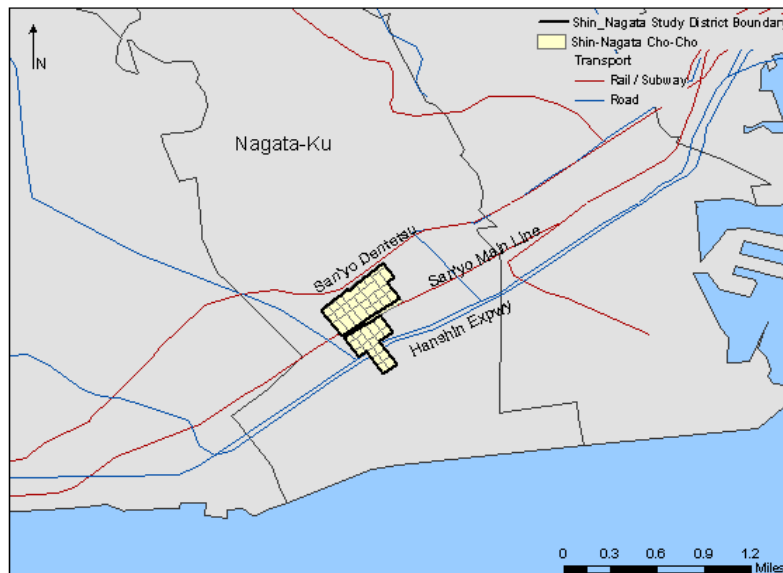 Shin_Nagata Study District Boundary
Shin-Nagata Cho-Cho
Transport
Rail / Subway
Road
N
Nagata-Ku
San'yo Dentetsu
San'yo Main Line
Hanshin Expwy
0 0.3 0.6 0.9 1.2
Miles